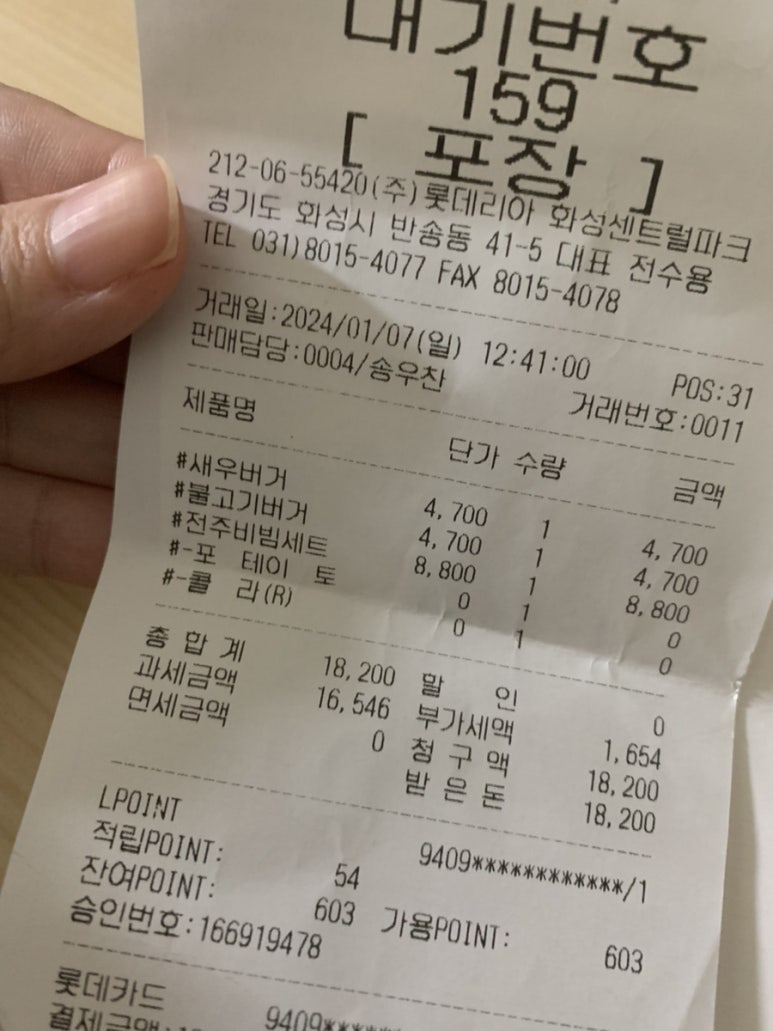 대기번호
159
[ 포장 ]
212-06-55420(주)롯데리아 화성센트럴파크
경기도 화성시 반송동 41-5 대표 전수용
TEL 031)8015-4077 FAX 8015-4078
거래일:2024/01/07(일) 12:41:00 POS:31
판매담당:0004/송우찬 거래번호:0011
제품명 단가 수량 금액
#새우버거 4,700 1 4,700
#불고기버거 4,700 1 4,700
#전주비빔세트 8,800 1 8,800
#-포 테이 토 0 1 0
#-콜 라(R) 0 1 0
총 합 계 18,200 할 인 0
과세금액 16,546 부가세액 1,654
면세금액 0 청 구 액 18,200
받 은 돈 18,200
LPOINT 9409************/1
적립POINT: 54
잔여POINT: 603 가용POINT: 603
승인번호:166919478
롯데카드 9409****
결제금액: